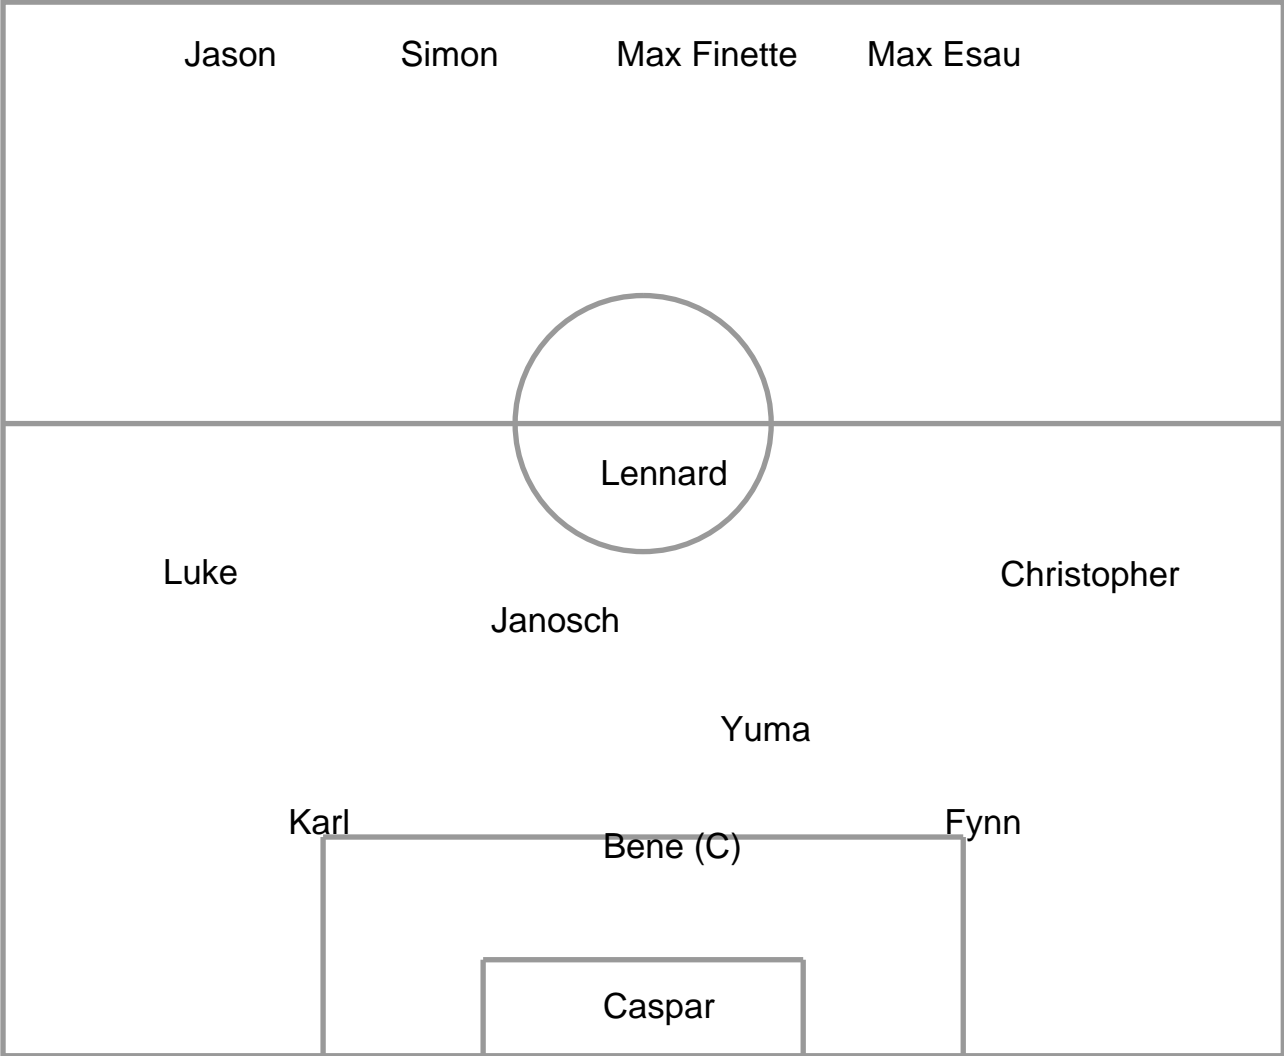 Jason Simon Max Finette Max Esau
Lennard
Luke Christopher
Janosch
Yuma
Karl Fynn
Bene (C)
Caspar